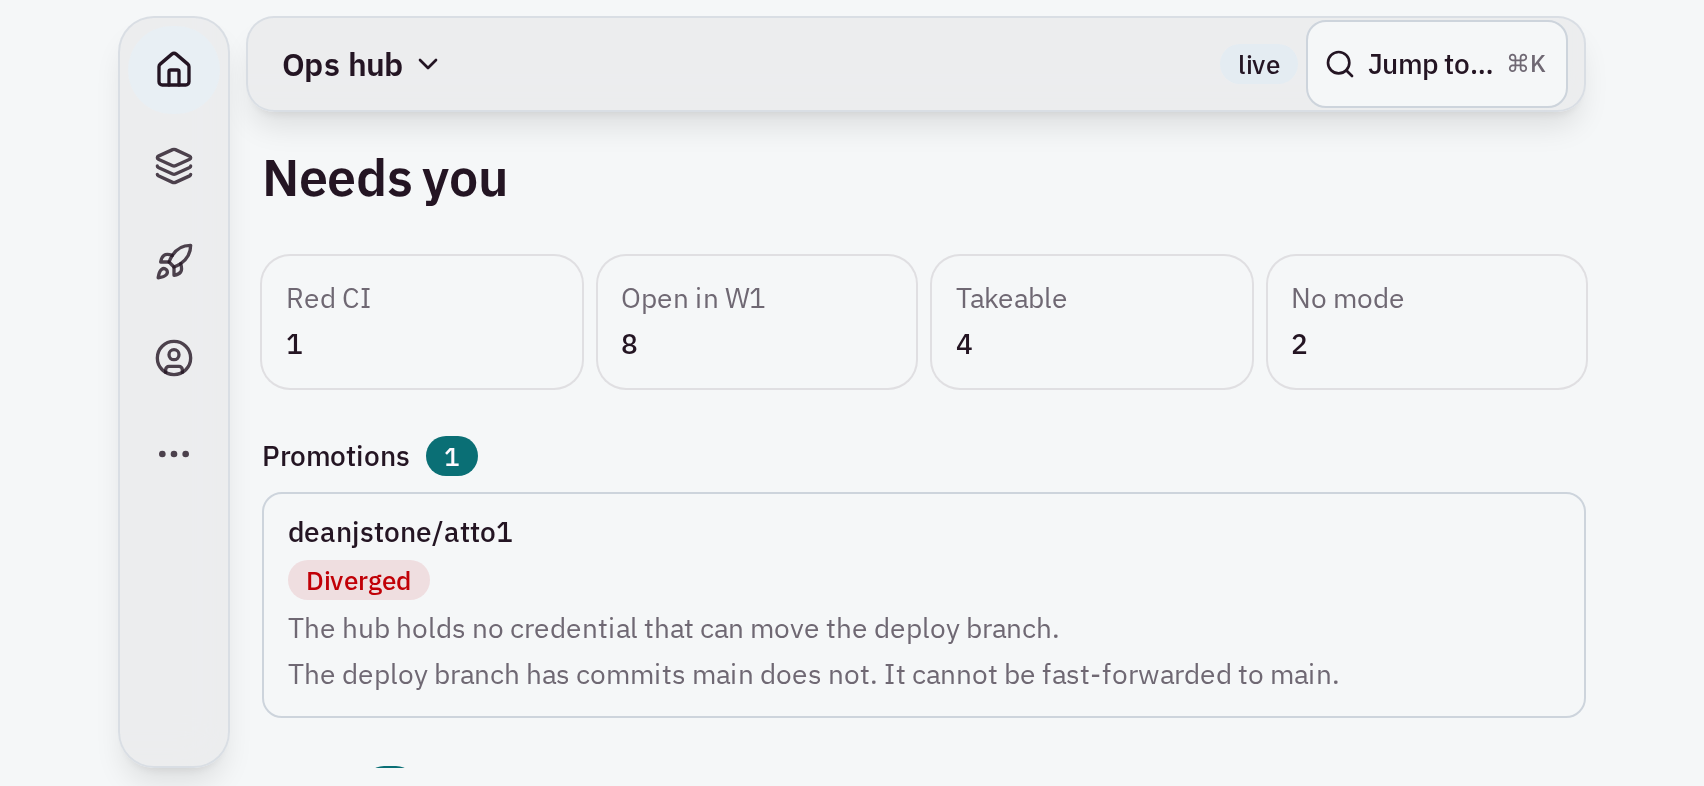 Ops hub
live
Jump to... ⌘K
Needs you
Red CI
1
Open in W1
8
Takeable
4
No mode
2
Promotions 1
deanjstone/atto1
Diverged
The hub holds no credential that can move the deploy branch.
The deploy branch has commits main does not. It cannot be fast-forwarded to main.